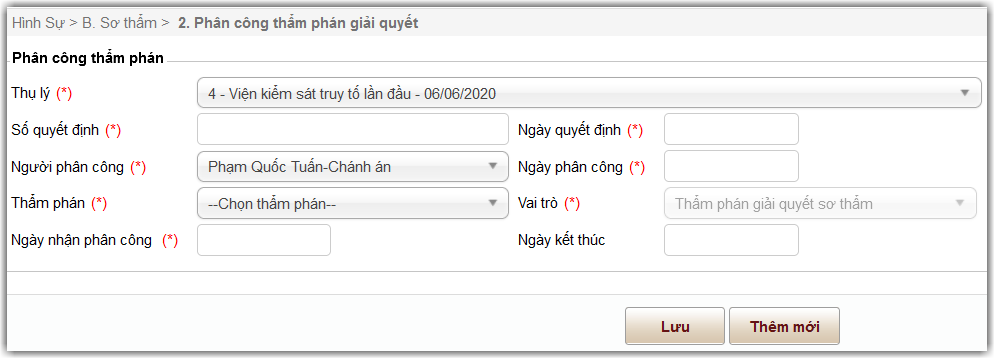 Hình Sự > B. Sơ thẩm > 2. Phân công thẩm phán giải quyết
Phân công thẩm phán
Thụ lý (*) 4 - Viện kiểm sát truy tố lần đầu - 06/06/2020
Số quyết định (*) Ngày quyết định (*)
Người phân công (*) Phạm Quốc Tuấn-Chánh án Ngày phân công (*)
Thẩm phán (*) --Chọn thẩm phán-- Vai trò (*) Thẩm phán giải quyết sơ thẩm
Ngày nhận phân công (*) Ngày kết thúc
Lưu Thêm mới